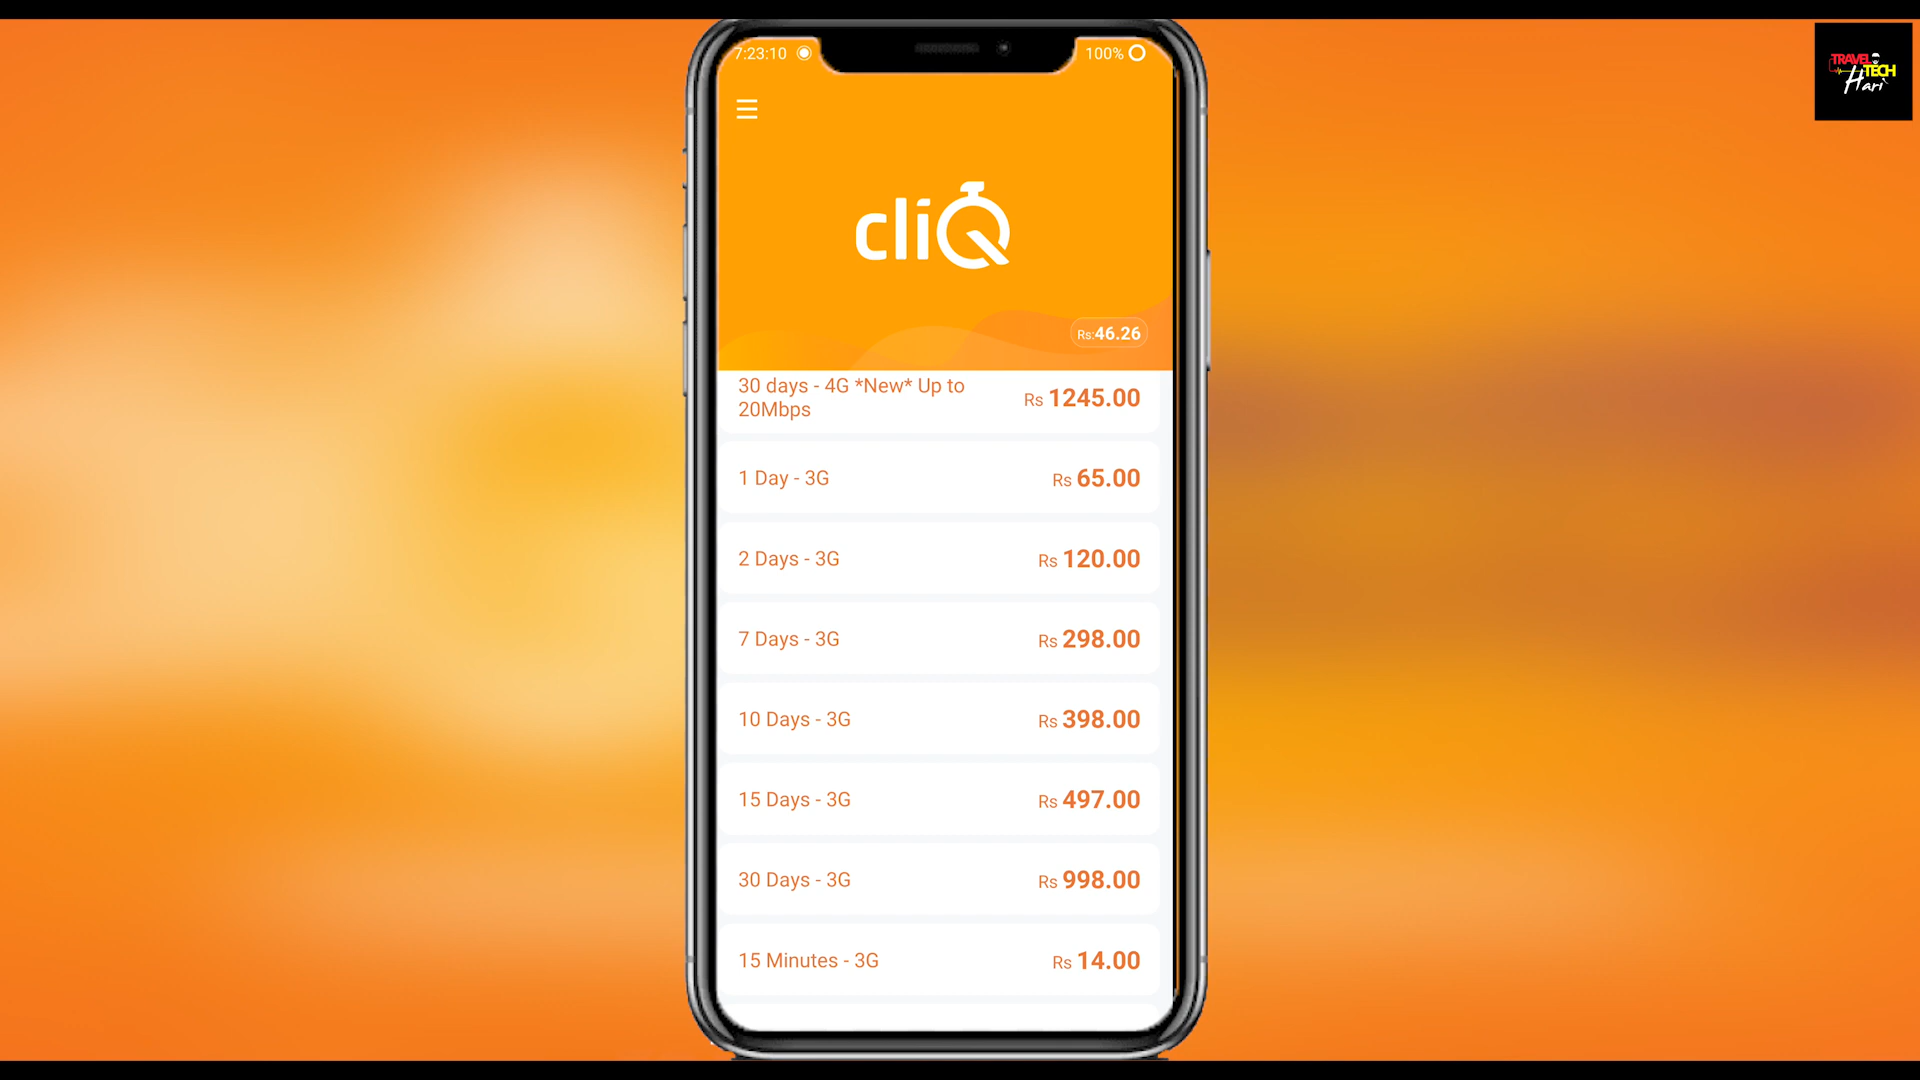 7:23:10
100%
TRAVEL
TECH
Hari
cliQ
Rs:46.26
30 days - 4G *New* Up to
20Mbps
Rs 1245.00
1 Day - 3G
Rs 65.00
2 Days - 3G
Rs 120.00
7 Days - 3G
Rs 298.00
10 Days - 3G
Rs 398.00
15 Days - 3G
Rs 497.00
30 Days - 3G
Rs 998.00
15 Minutes - 3G
Rs 14.00